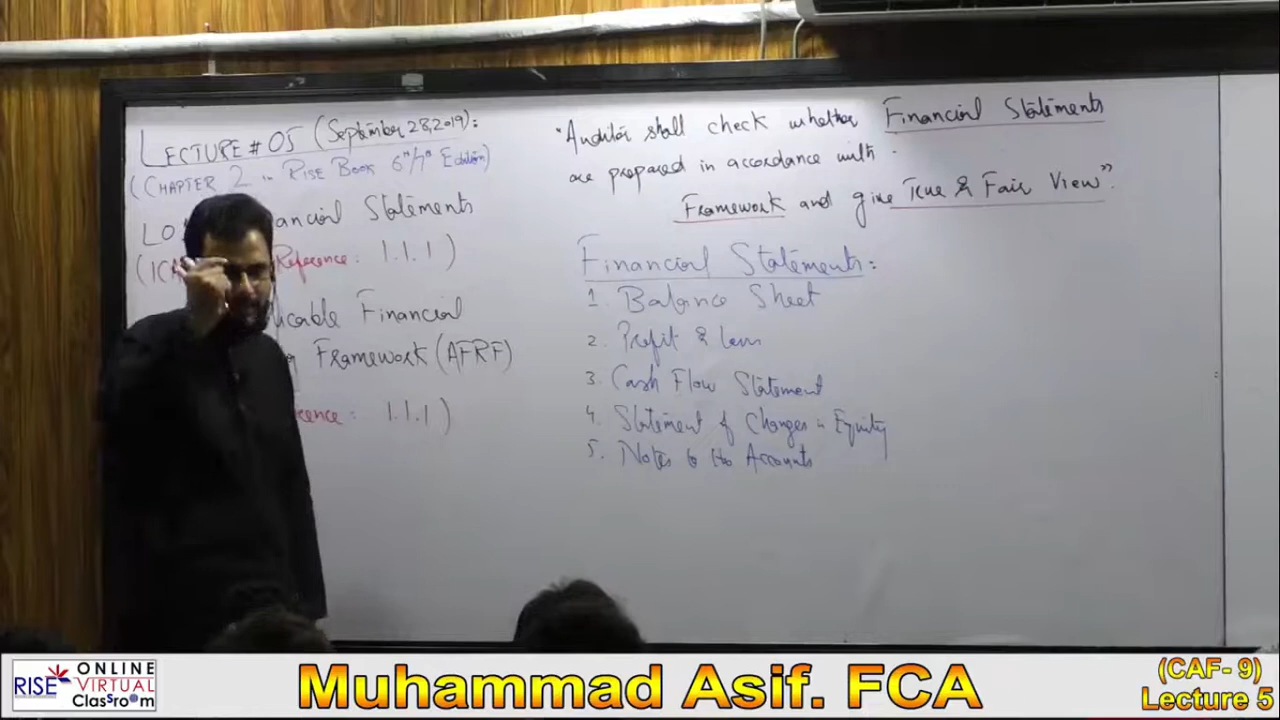 LECTURE # 05 (September 28, 2019):
(CHAPTER 2 in RISE BOOK 6th/7th Edition)
LO ancial Statements
(IC Reference: 1.1.1)
icable Financial
Framework (AFRF)
ence: 1.1.1)
"Auditor shall check whether Financial Statements
are prepared in accordance with
Framework and give True & Fair View".
Financial Statements:
1. Balance Sheet
2. Profit & Loss
3. Cash Flow Statement
4. Statement of Changes in Equity
5. Notes to the Accounts
RISE ONLINE VIRTUAL Classroom
Muhammad Asif. FCA
(CAF- 9)
Lecture 5